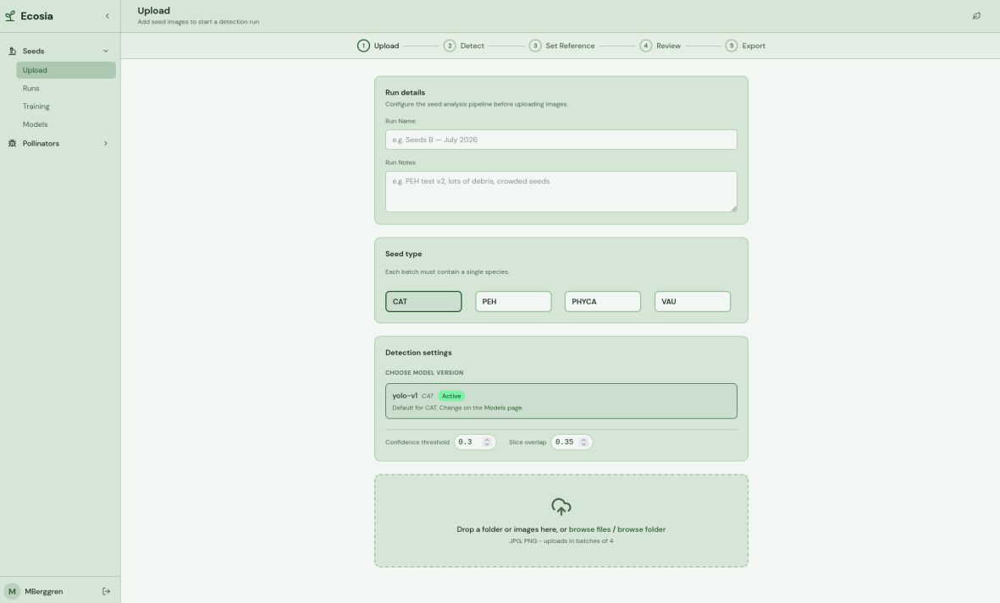 Ecosia
Upload
Add seed images to start a detection run
Seeds
Upload
Runs
Training
Models
Pollinators
1 Upload
2 Detect
3 Set Reference
4 Review
5 Export
Run details
Configure the seed analysis pipeline before uploading images.
Run Name
e.g. Seeds B — July 2026
Run Notes
e.g. PEH test v2, lots of debris, crowded seeds
Seed type
Each batch must contain a single species.
CAT
PEH
PHYCA
VAU
Detection settings
CHOOSE MODEL VERSION
yolo-v1 CAT Active
Default for CAT. Change on the Models page.
Confidence threshold 0.3 Slice overlap 0.35
Drop a folder or images here, or browse files / browse folder
JPG, PNG - uploads in batches of 4
M MBerggren